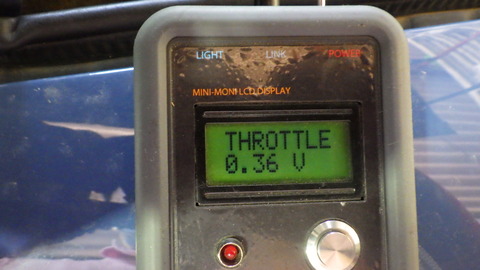 LIGHT LINK POWER
MINI-MONI LCD DISPLAY
THROTTLE
0.36 V